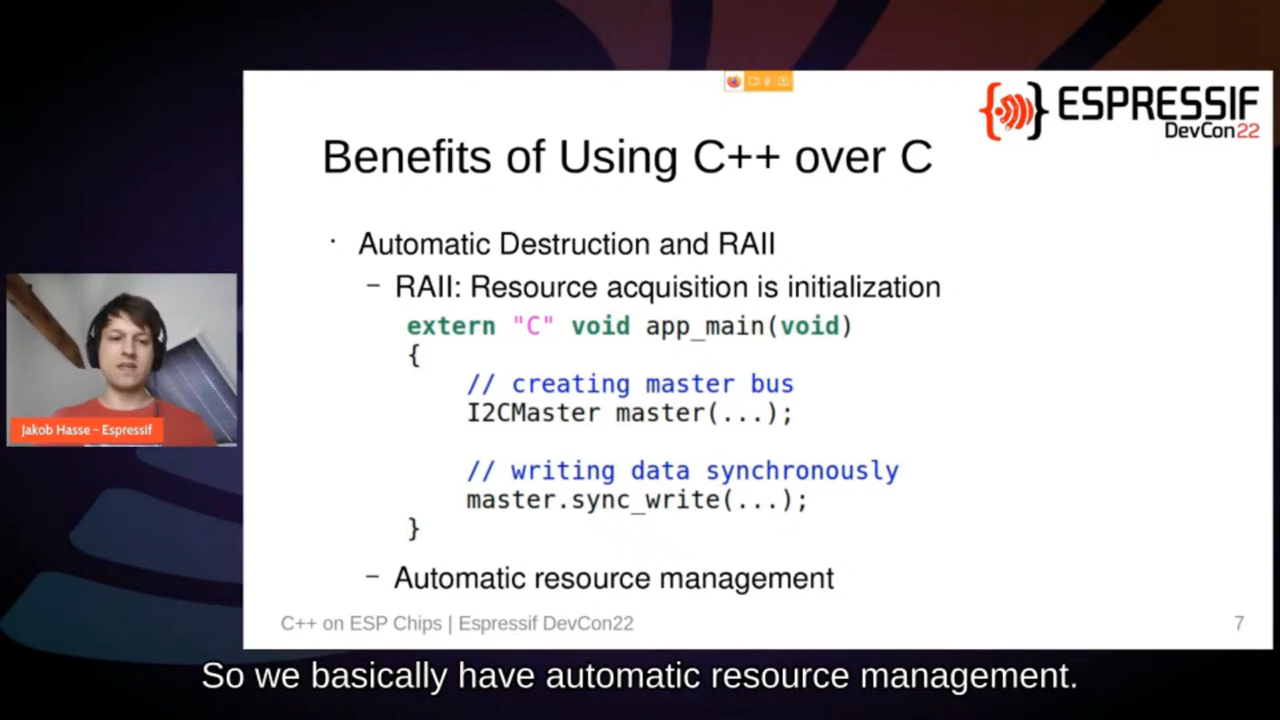 ESPRESSIF
DevCon22
9
Benefits of Using C++ over C
· Automatic Destruction and RAII
– RAII: Resource acquisition is initialization
extern "C" void app_main(void)
{
// creating master bus
I2CMaster master(...);
// writing data synchronously
master.sync_write(...);
}
– Automatic resource management
C++ on ESP Chips | Espressif DevCon22
7
Jakob Hasse - Espressif
So we basically have automatic resource management.